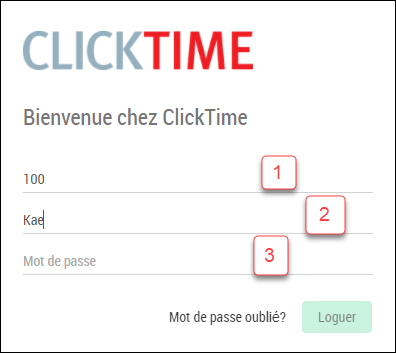 CLICKTIME
Bienvenue chez ClickTime
100 1
Kae 2
Mot de passe 3
Mot de passe oublié? Loguer